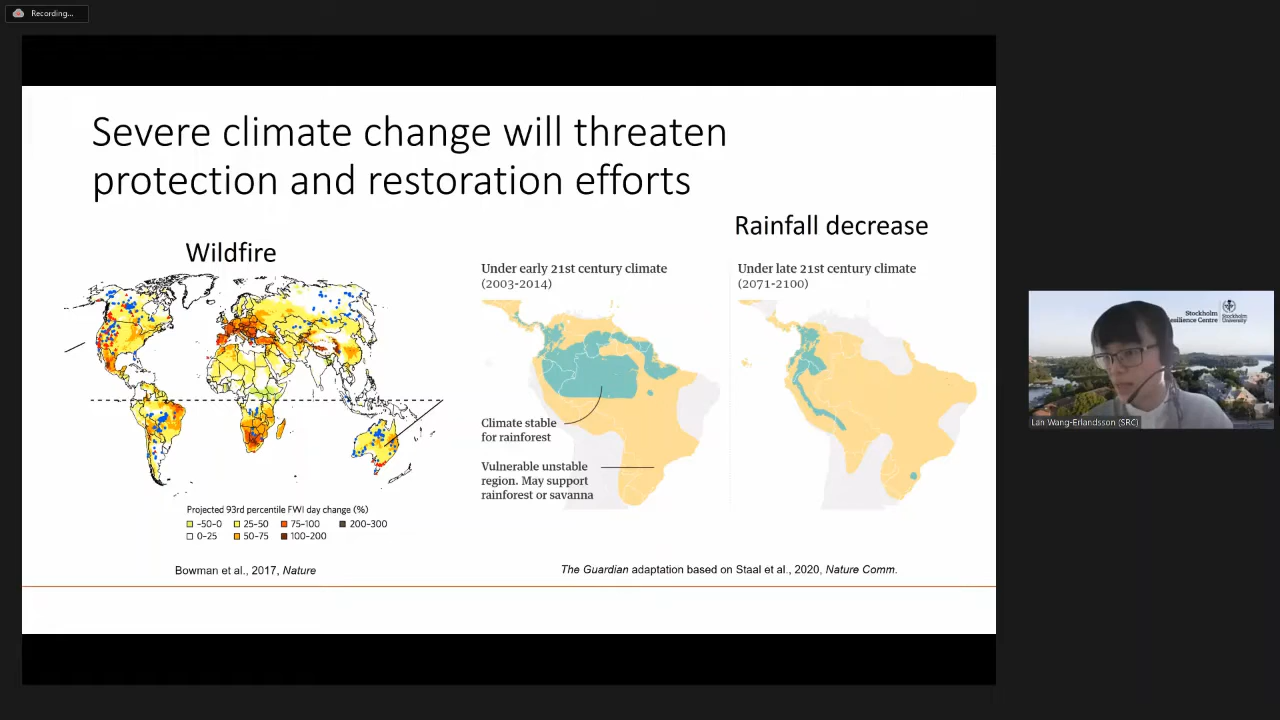 Recording...
Severe climate change will threaten
protection and restoration efforts
Wildfire
Rainfall decrease
Under early 21st century climate
(2003-2014)
Under late 21st century climate
(2071-2100)
Climate stable
for rainforest
Vulnerable unstable
region. May support
rainforest or savanna
Projected 93rd percentile FWI day change (%)
-50-0 25-50 75-100 200-300
0-25 50-75 100-200
Bowman et al., 2017, Nature
The Guardian adaptation based on Staal et al., 2020, Nature Comm.
Stockholm
Resilience Centre
Stockholm
University
Lan Wang-Erlandsson (SRC)